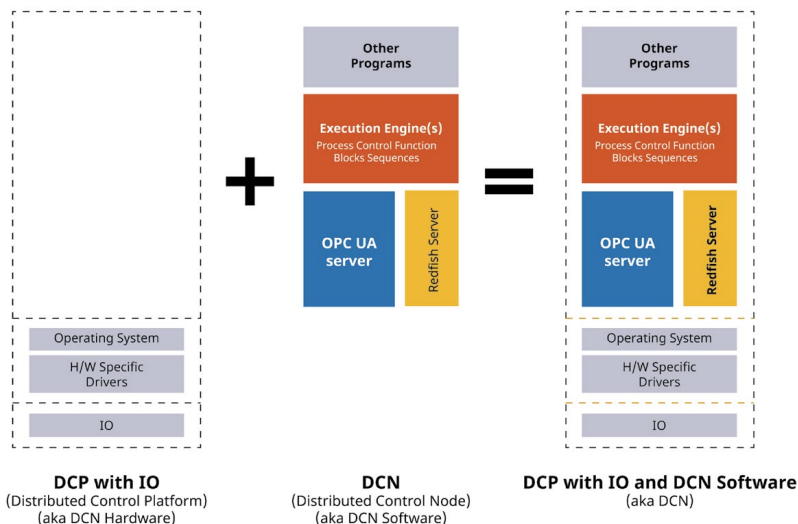 Operating System
H/W Specific
Drivers
IO
DCP with IO
(Distributed Control Platform)
(aka DCN Hardware)
+
Other
Programs
Execution Engine(s)
Process Control Function
Blocks Sequences
OPC UA
server
Redfish Server
DCN
(Distributed Control Node)
(aka DCN Software)
=
Other
Programs
Execution Engine(s)
Process Control Function
Blocks Sequences
OPC UA
server
Redfish Server
Operating System
H/W Specific
Drivers
IO
DCP with IO and DCN Software
(aka DCN)